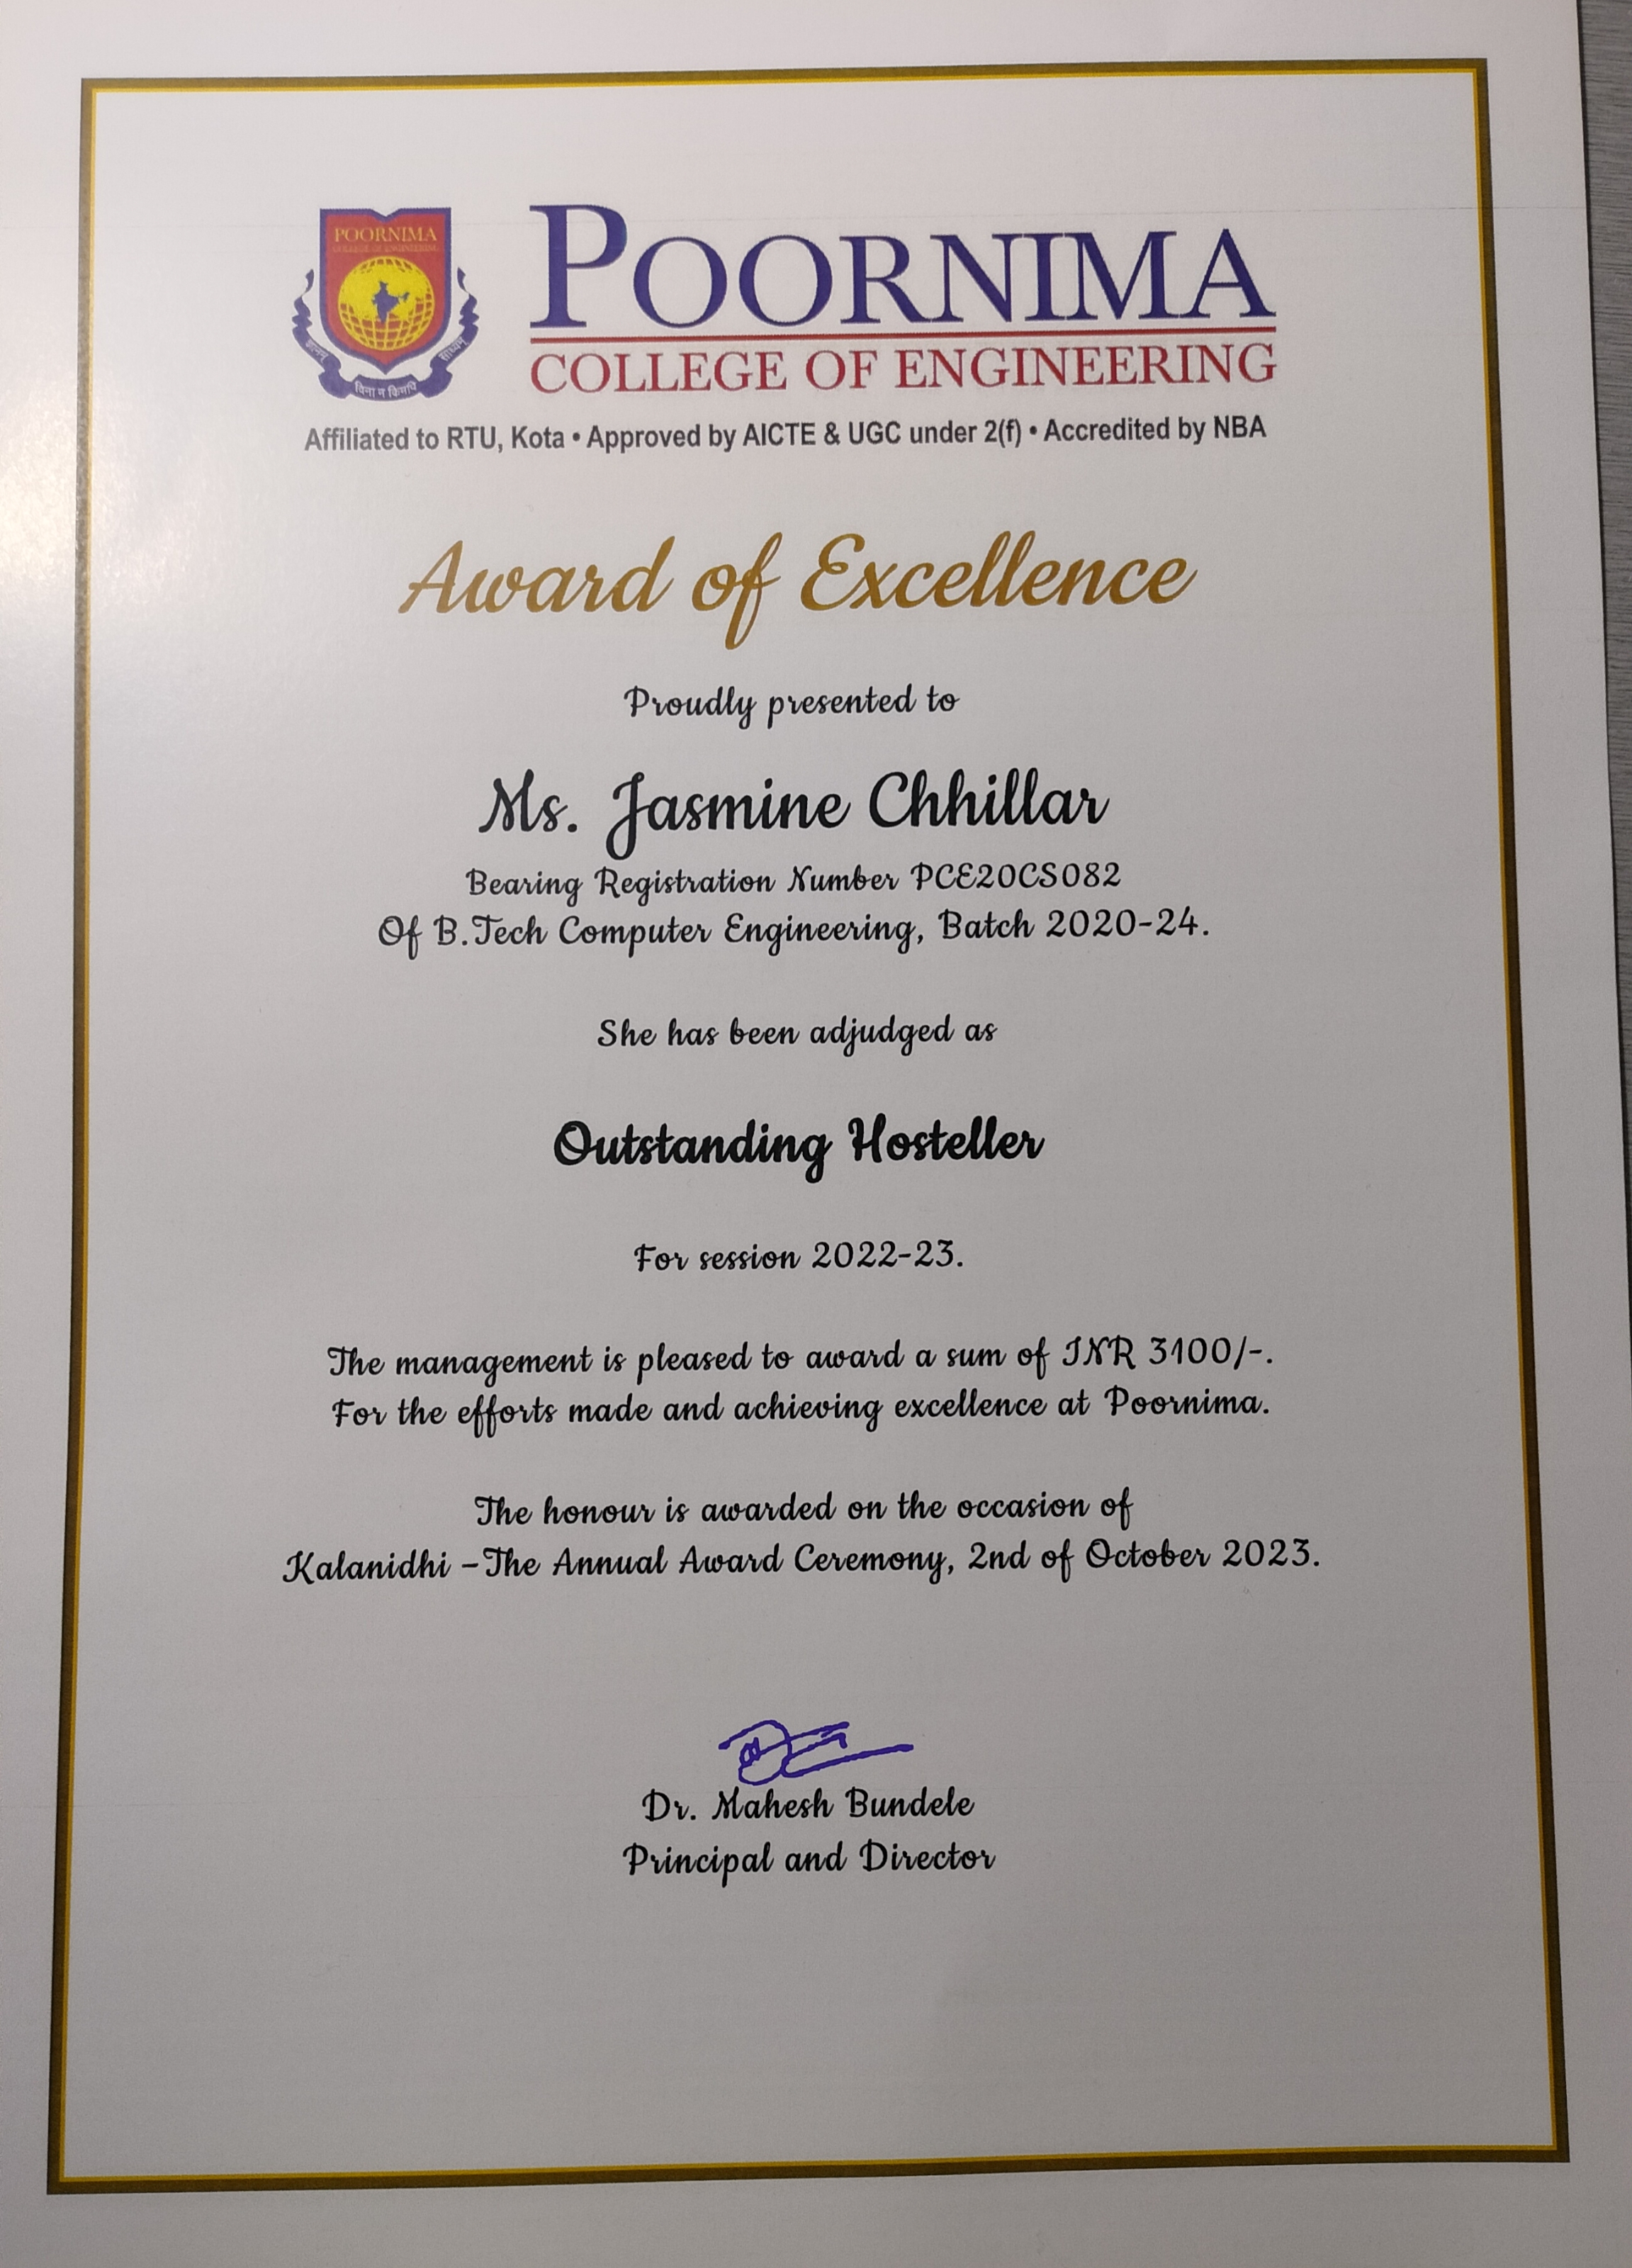 POORNIMA
COLLEGE OF ENGINEERING
ज्ञानम्
विना न किमपि
साध्यम्
POORNIMA
COLLEGE OF ENGINEERING
Affiliated to RTU, Kota • Approved by AICTE & UGC under 2(f) • Accredited by NBA
Award of Excellence
Proudly presented to
Ms. Jasmine Chhillar
Bearing Registration Number PCE20CS082
Of B.Tech Computer Engineering, Batch 2020-24.
She has been adjudged as
Outstanding Hosteller
For session 2022-23.
The management is pleased to award a sum of INR 3100/-.
For the efforts made and achieving excellence at Poornima.
The honour is awarded on the occasion of
Kalanidhi –The Annual Award Ceremony, 2nd of October 2023.
Dr. Mahesh Bundele
Principal and Director